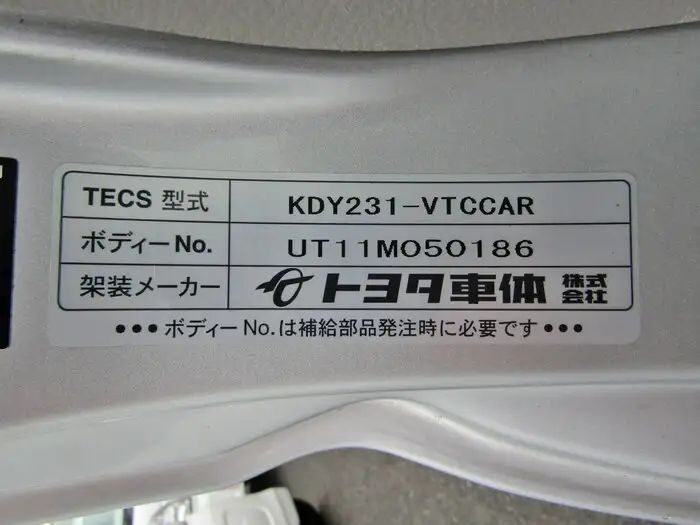 TECS 型式 KDY231-VTCCAR
ボディーNo. UT11M050186
架装メーカー トヨタ車体 株式会社
●●●ボディーNo.は補給部品発注時に必要です●●●